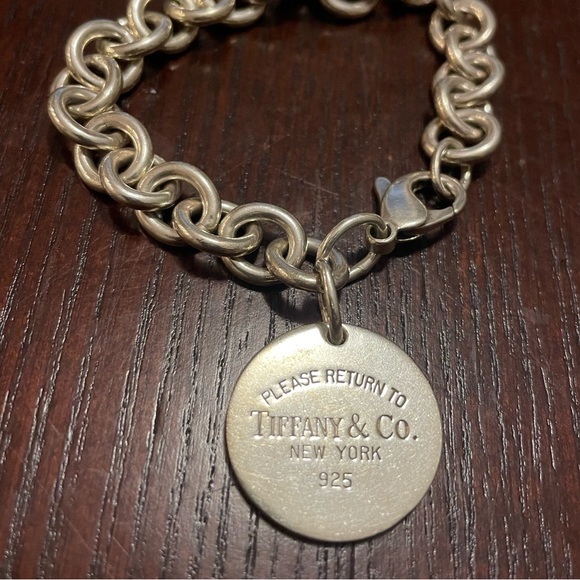 PLEASE RETURN TO
TIFFANY & CO.
NEW YORK
925